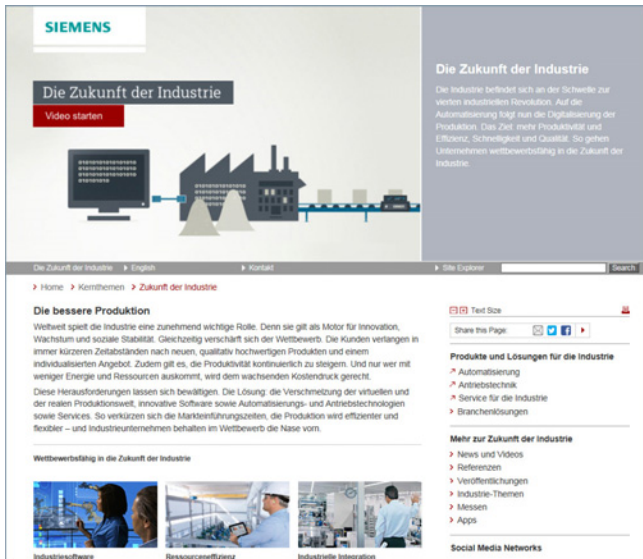 SIEMENS
Die Zukunft der Industrie
Video starten
Die Zukunft der Industrie
Die Industrie befindet sich an der Schwelle zur
vierten industriellen Revolution. Auf die
Automatisierung folgt nun die Digitalisierung der
Produktion. Das Ziel: mehr Produktivität und
Effizienz, Schnelligkeit und Qualität. So gehen
Unternehmen wettbewerbsfähig in die Zukunft der
Industrie.
Die Zukunft der Industrie English Kontakt Site Explorer Search
Home Kernthemen Zukunft der Industrie
Die bessere Produktion
Weltweit spielt die Industrie eine zunehmend wichtige Rolle. Denn sie gilt als Motor für Innovation,
Wachstum und soziale Stabilität. Gleichzeitig verschärft sich der Wettbewerb. Die Kunden verlangen in
immer kürzeren Zeitabständen nach neuen, qualitativ hochwertigen Produkten und einem
individualisierten Angebot. Zudem gilt es, die Produktivität kontinuierlich zu steigern. Und nur wer mit
weniger Energie und Ressourcen auskommt, wird dem wachsenden Kostendruck gerecht.
Diese Herausforderungen lassen sich bewältigen. Die Lösung: die Verschmelzung der virtuellen und
der realen Produktionswelt, innovative Software sowie Automatisierungs- und Antriebstechnologien
sowie Services. So verkürzen sich die Markteinführungszeiten, die Produktion wird effizienter und
flexibler – und Industrieunternehmen behalten im Wettbewerb die Nase vorn.
Wettbewerbsfähig in die Zukunft der Industrie
Industriesoftware
Ressourceneffizienz
Industrielle Integration
Text Size
Share this Page:
Produkte und Lösungen für die Industrie
Automatisierung
Antriebstechnik
Service für die Industrie
Branchenlösungen
Mehr zur Zukunft der Industrie
News und Videos
Referenzen
Veröffentlichungen
Industrie-Themen
Messen
Apps
Social Media Networks